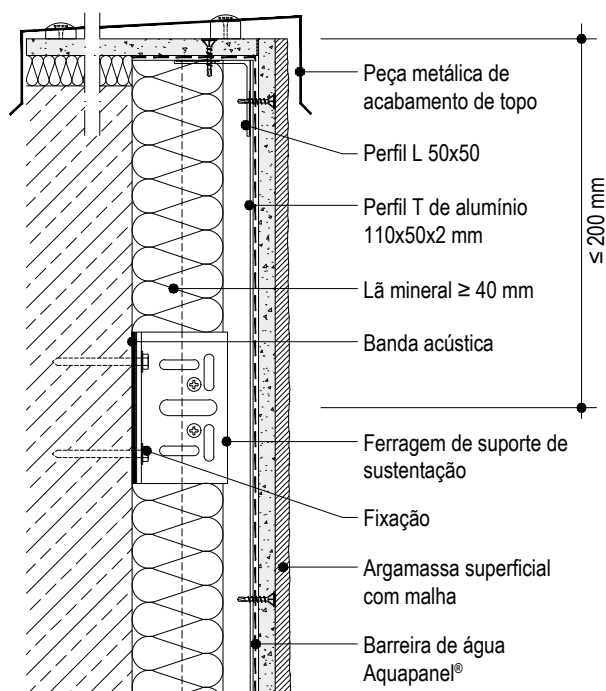 Peça metálica de
acabamento de topo
Perfil L 50x50
Perfil T de alumínio
110x50x2 mm
≤ 200 mm
Lã mineral ≥ 40 mm
Banda acústica
Ferragem de suporte de
sustentação
Fixação
Argamassa superficial
com malha
Barreira de água
Aquapanel®